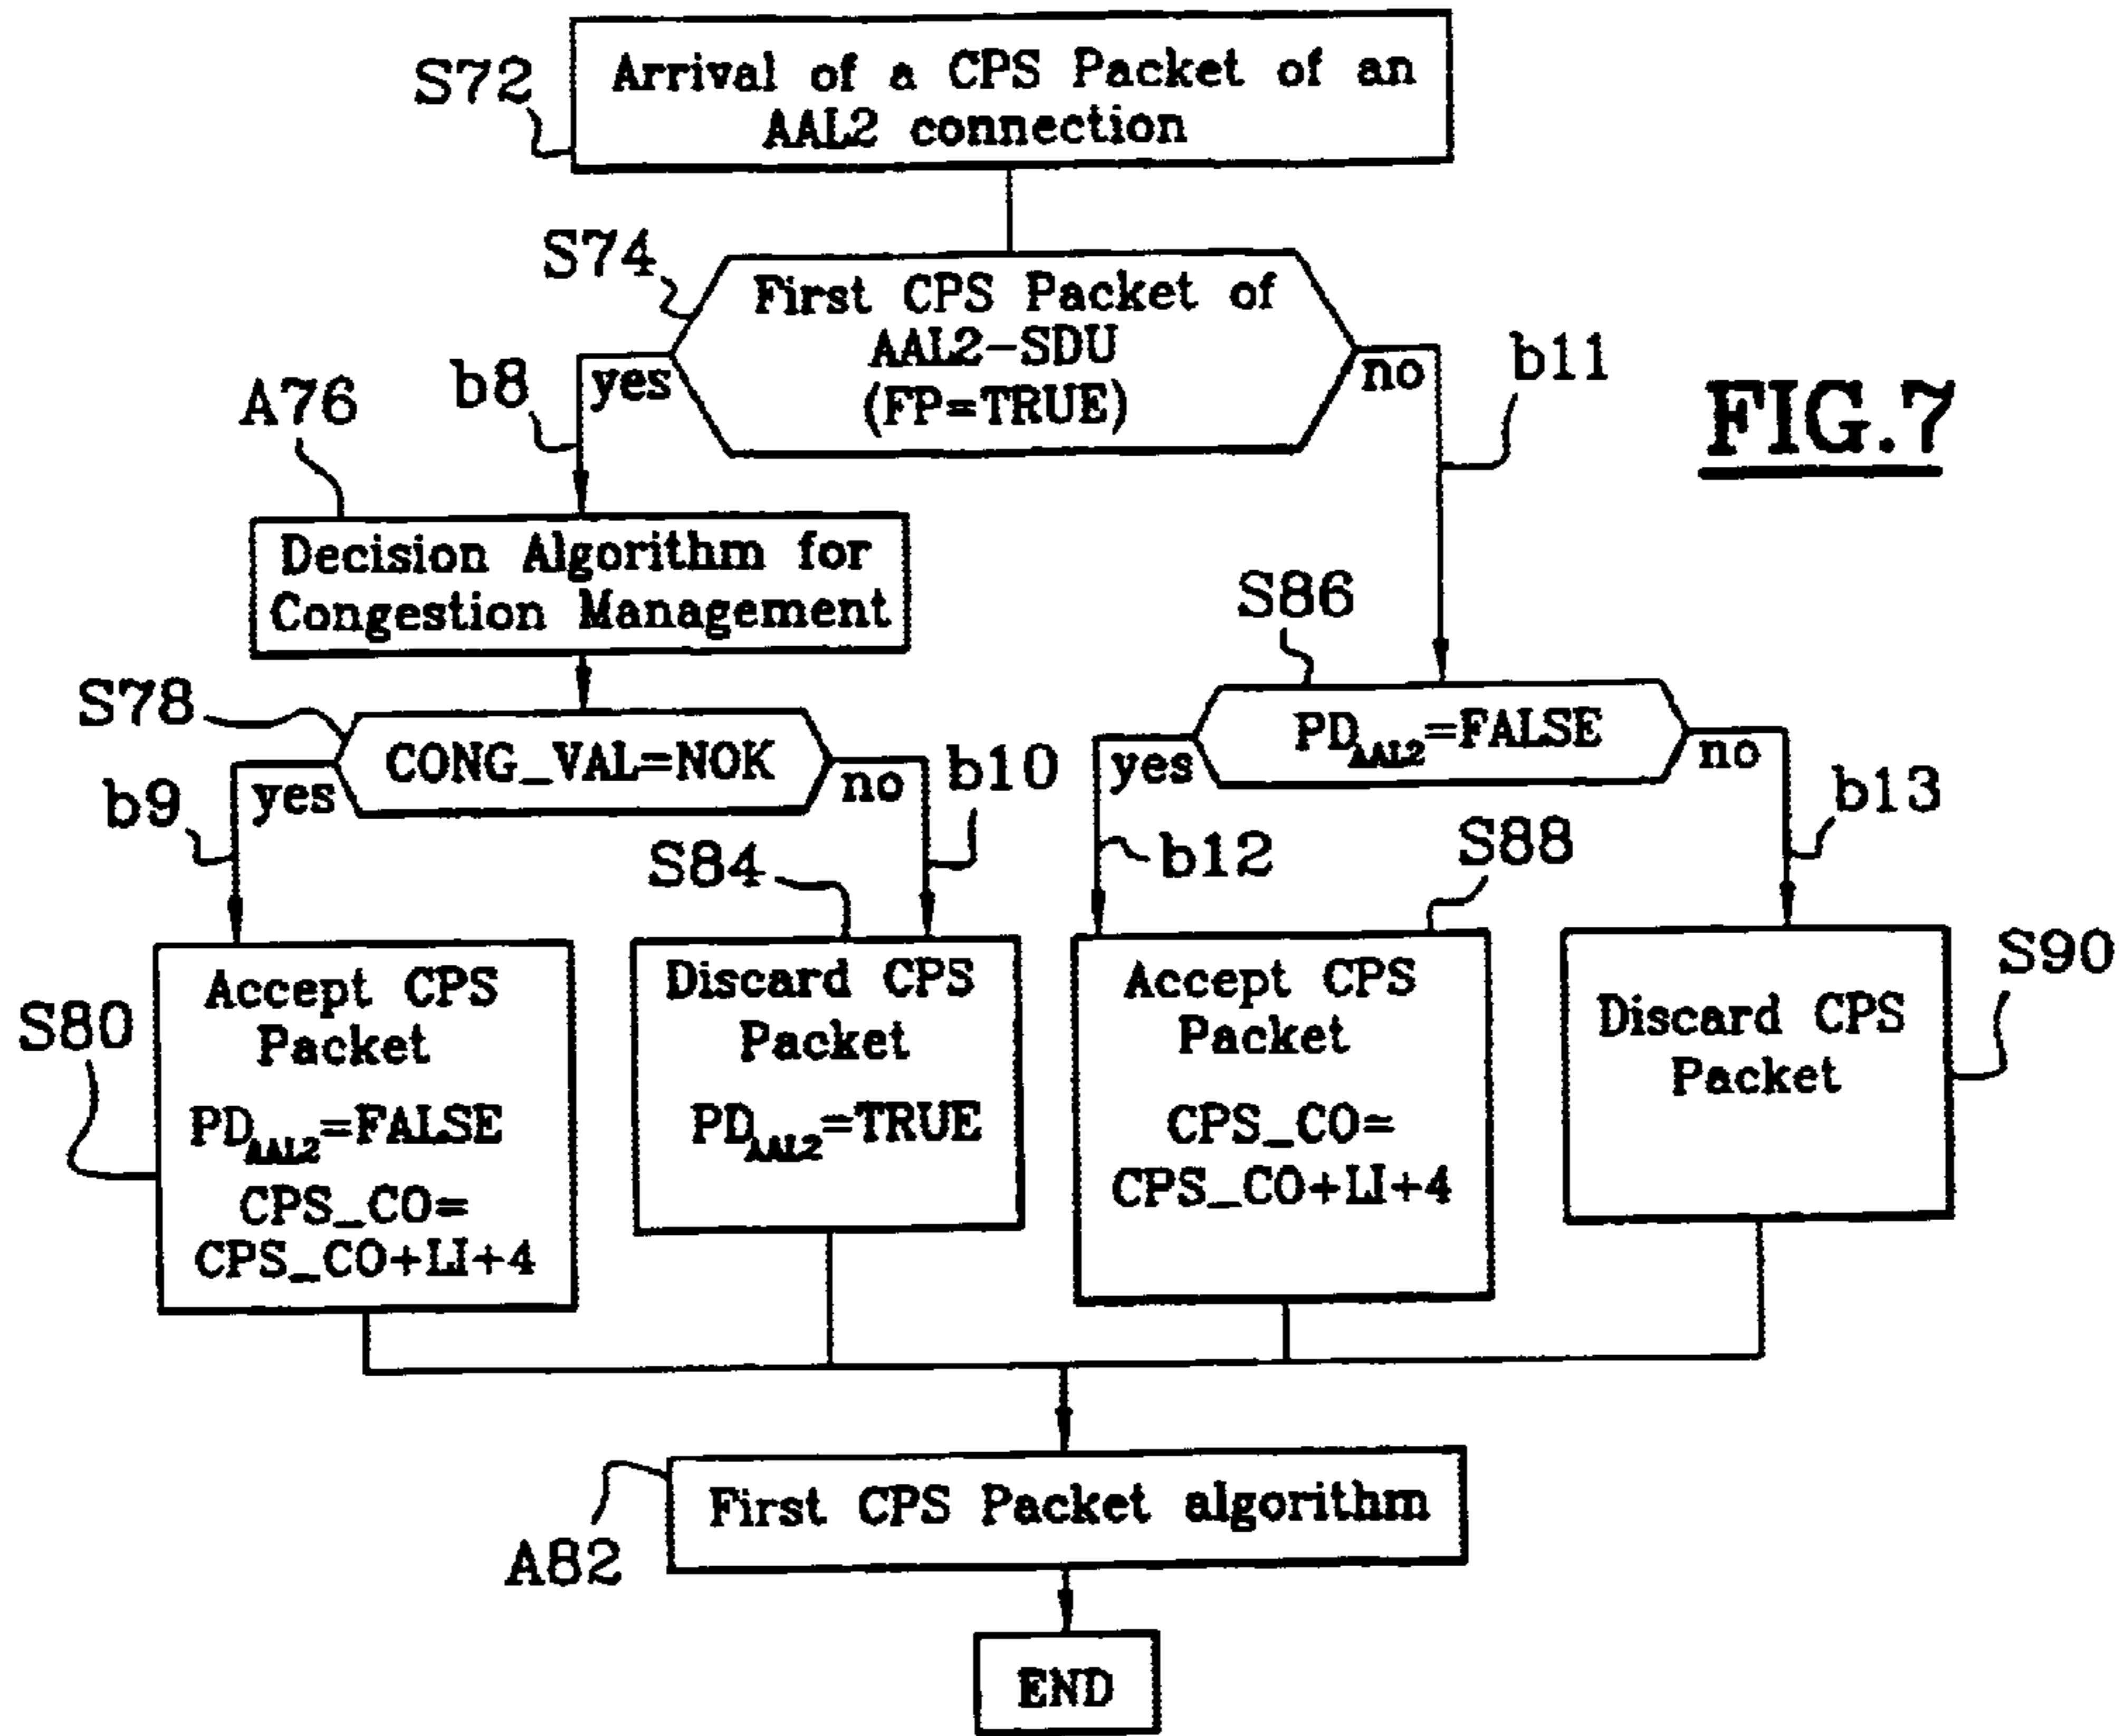 S72
Arrival of a CPS Packet of an
AAL2 connection
S74
First CPS Packet of
AAL2-SDU
(FP=TRUE)
yes
no
b8
b11
FIG.7
A76
Decision Algorithm for
Congestion Management
S86
S78
CONG_VAL=NOK
yes
no
b9
b10
PD_AAL2=FALSE
yes
no
b12
b13
S84
S88
S80
Accept CPS
Packet
PD_AAL2=FALSE
CPS_CO=
CPS_CO+LI+4
Discard CPS
Packet
PD_AAL2=TRUE
Accept CPS
Packet
CPS_CO=
CPS_CO+LI+4
Discard CPS
Packet
S90
First CPS Packet algorithm
A82
END